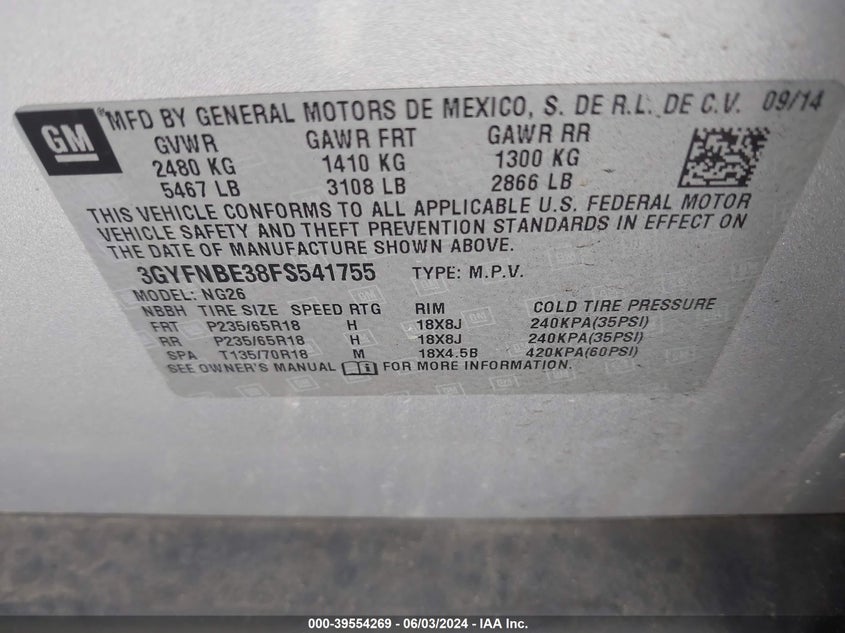 GM
®MFD BY GENERAL MOTORS DE MEXICO, S. DE R.L. DE C.V. 09/14
GVWR GAWR FRT GAWR RR
2480 KG 1410 KG 1300 KG
5467 LB 3108 LB 2866 LB
THIS VEHICLE CONFORMS TO ALL APPLICABLE U.S. FEDERAL MOTOR
VEHICLE SAFETY AND THEFT PREVENTION STANDARDS IN EFFECT ON
THE DATE OF MANUFACTURE SHOWN ABOVE.
3GYFNBE38FS541755 TYPE: M.P.V.
MODEL: NG26
NBBH TIRE SIZE SPEED RTG RIM COLD TIRE PRESSURE
FRT P235/65R18 H 18X8J 240KPA(35PSI)
RR P235/65R18 H 18X8J 240KPA(35PSI)
SPA T135/70R18 M 18X4.5B 420KPA(60PSI)
SEE OWNER'S MANUAL FOR MORE INFORMATION.
000-39554269 - 06/03/2024 - IAA Inc.